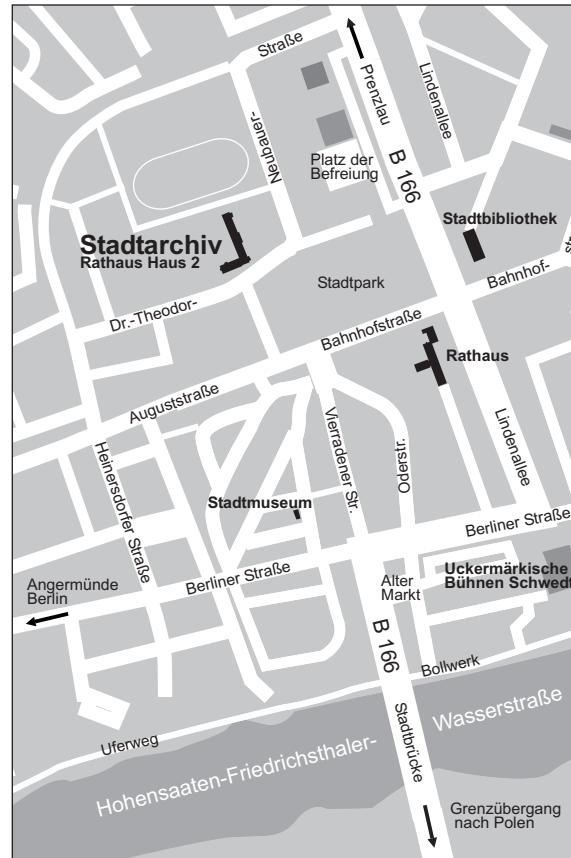 Straße
Prenzlau
Lindenallee
Neubauer-
Platz der
Befreiung
B 166
Stadtbibliothek
Stadtarchiv
Rathaus Haus 2
Bahnhof-
Stadtpark
Dr.-Theodor-
Bahnhofstraße
Rathaus
Auguststraße
Vierradener Str.
Oderstr.
Lindenallee
Heinersdorfer Straße
Stadtmuseum
Berliner Straße
Uckermärkische
Bühnen Schwedt
Angermünde
Berlin
Berliner Straße
Alter
Markt
B 166
Bollwerk
Uferweg
Stadtbrücke
Hohensaaten-Friedrichsthaler-
Wasserstraße
Grenzübergang
nach Polen